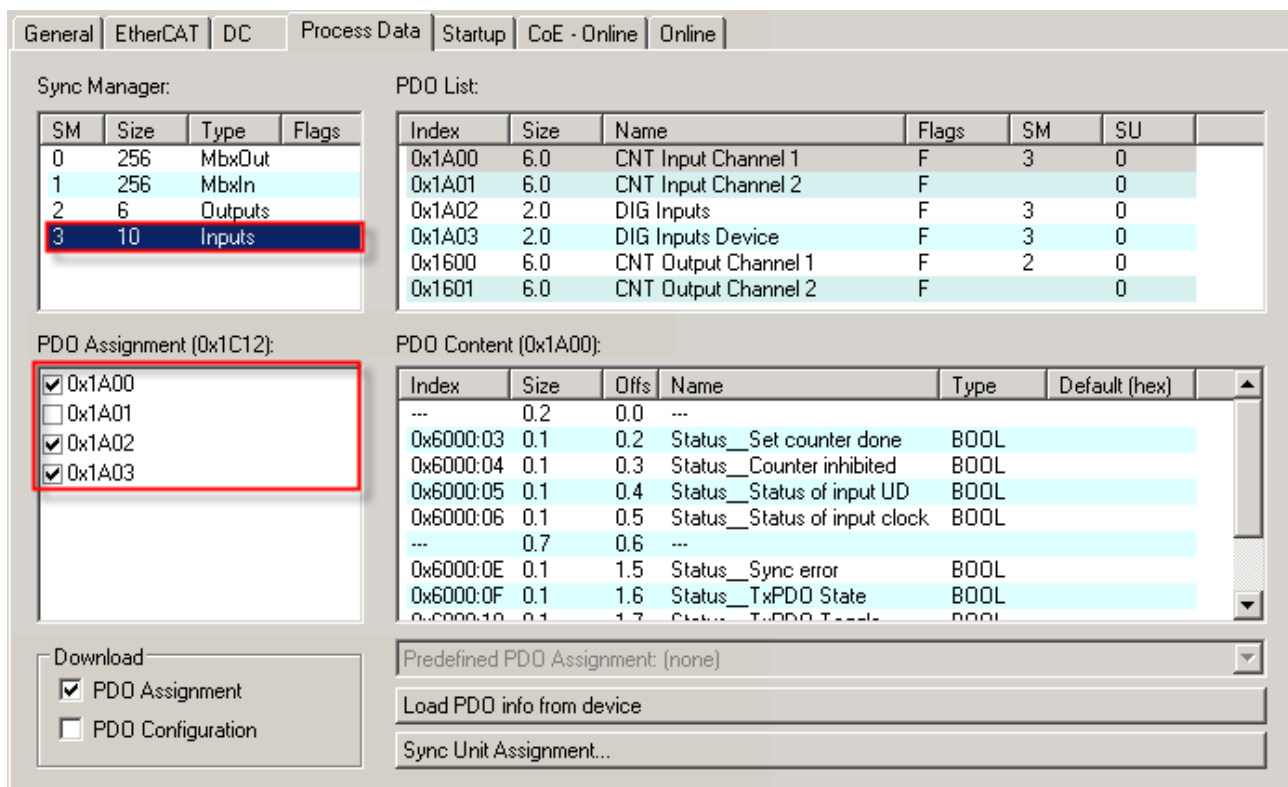 General EtherCAT DC Process Data Startup CoE - Online Online
Sync Manager:
SM Size Type Flags
0 256 MbxOut
1 256 MbxIn
2 6 Outputs
3 10 Inputs
PDO List:
Index Size Name Flags SM SU
0x1A00 6.0 CNT Input Channel 1 F 3 0
0x1A01 6.0 CNT Input Channel 2 F 0
0x1A02 2.0 DIG Inputs F 3 0
0x1A03 2.0 DIG Inputs Device F 3 0
0x1600 6.0 CNT Output Channel 1 F 2 0
0x1601 6.0 CNT Output Channel 2 F 0
PDO Assignment (0x1C12):
0x1A00
0x1A01
0x1A02
0x1A03
PDO Content (0x1A00):
Index Size Offs Name Type Default (hex)
--- 0.2 0.0 ---
0x6000:03 0.1 0.2 Status__Set counter done BOOL
0x6000:04 0.1 0.3 Status__Counter inhibited BOOL
0x6000:05 0.1 0.4 Status__Status of input UD BOOL
0x6000:06 0.1 0.5 Status__Status of input clock BOOL
--- 0.7 0.6 ---
0x6000:0E 0.1 1.5 Status__Sync error BOOL
0x6000:0F 0.1 1.6 Status__TxPDO State BOOL
Download
PDO Assignment
PDO Configuration
Predefined PDO Assignment: (none)
Load PDO info from device
Sync Unit Assignment...